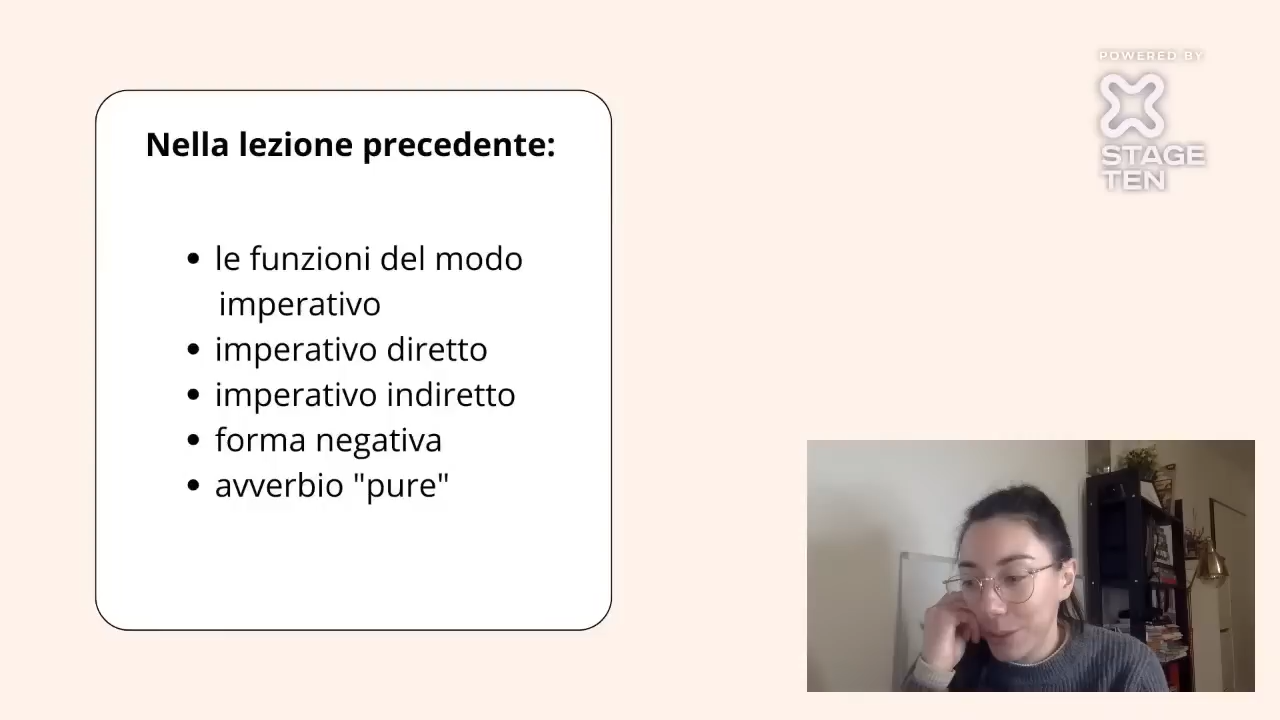 Nella lezione precedente:
• le funzioni del modo
imperativo
• imperativo diretto
• imperativo indiretto
• forma negativa
• avverbio "pure"
POWERED BY
STAGE
TEN